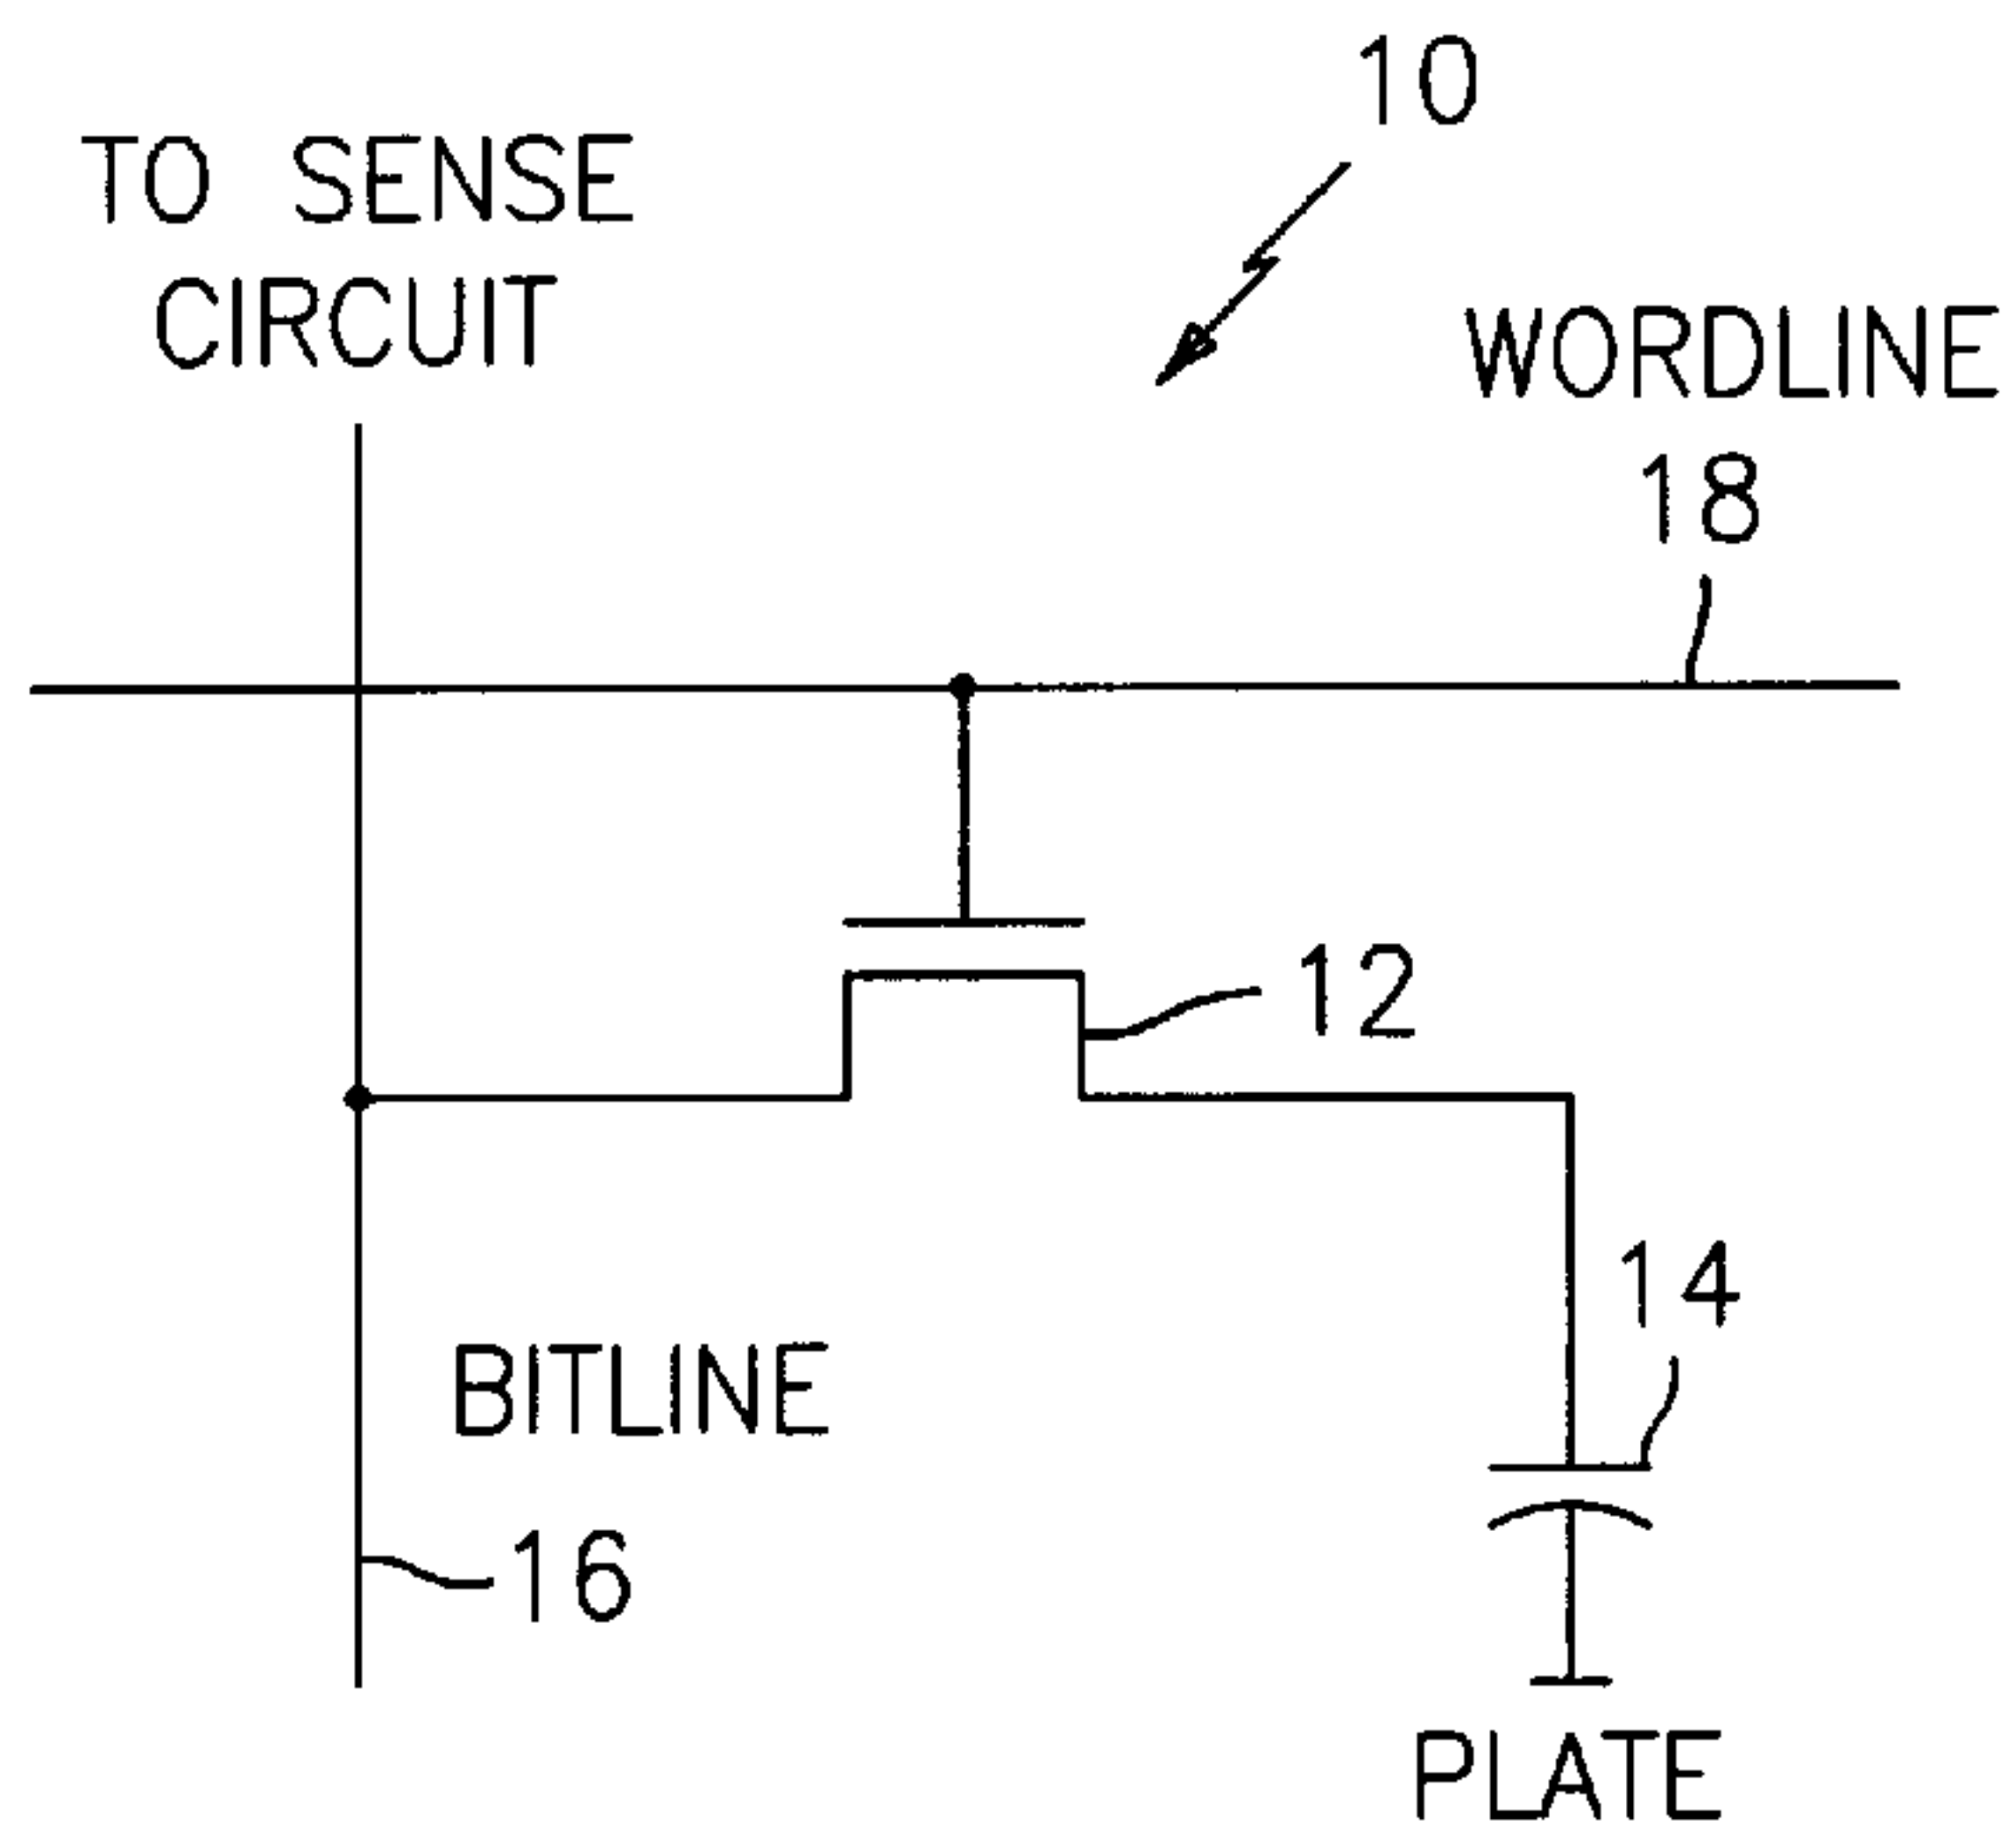 10
TO SENSE
CIRCUIT
WORDLINE
18
12
14
BITLINE
16
PLATE